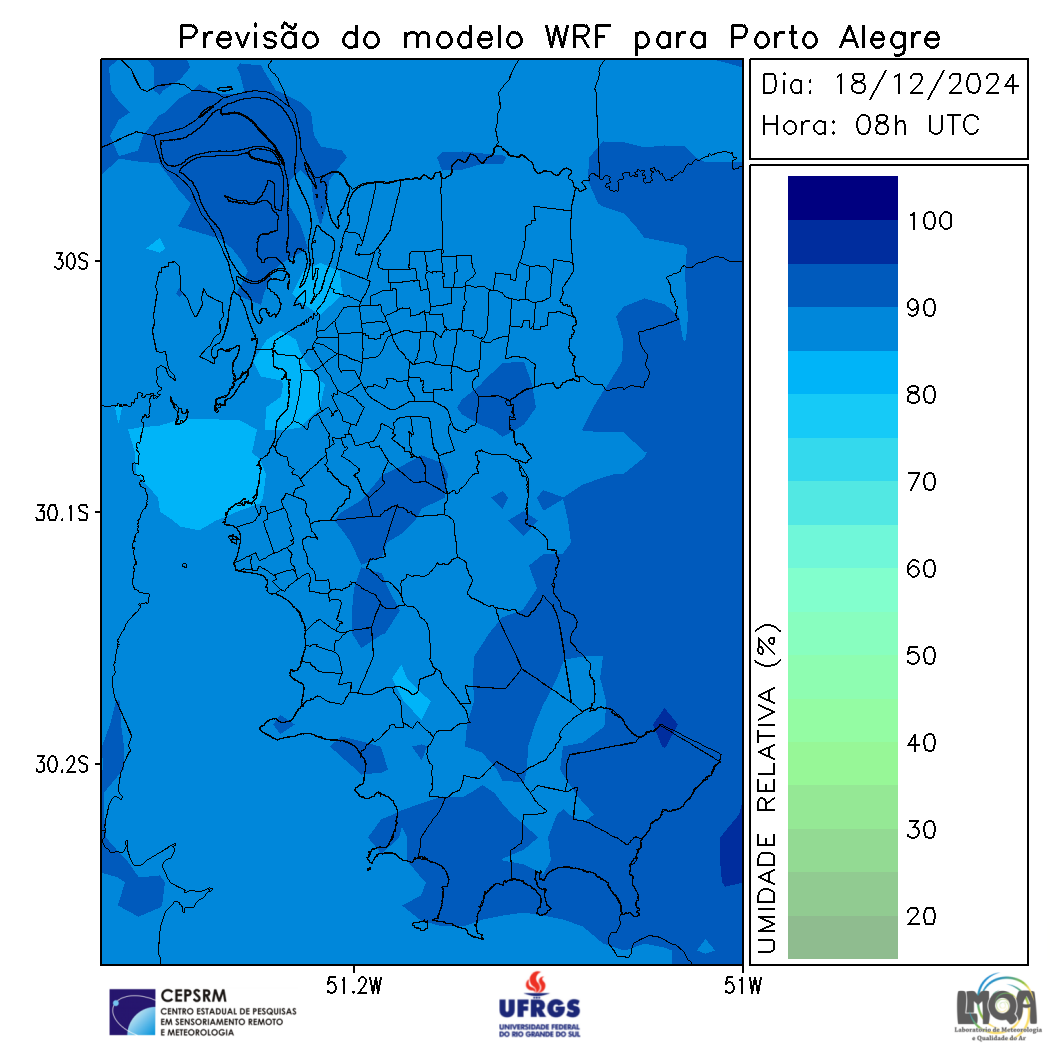 Previsão do modelo WRF para Porto Alegre
Dia: 18/12/2024
Hora: 08h UTC
30S
30.1S
30.2S
51.2W
51W
100
90
80
70
60
50
40
30
20
UMIDADE RELATIVA (%)
CEPSRM
CENTRO ESTADUAL DE PESQUISAS
EM SENSORIAMENTO REMOTO
E METEOROLOGIA
UFRGS
UNIVERSIDADE FEDERAL
DO RIO GRANDE DO SUL
LMQA
Laboratório de Meteorologia
e Qualidade do Ar